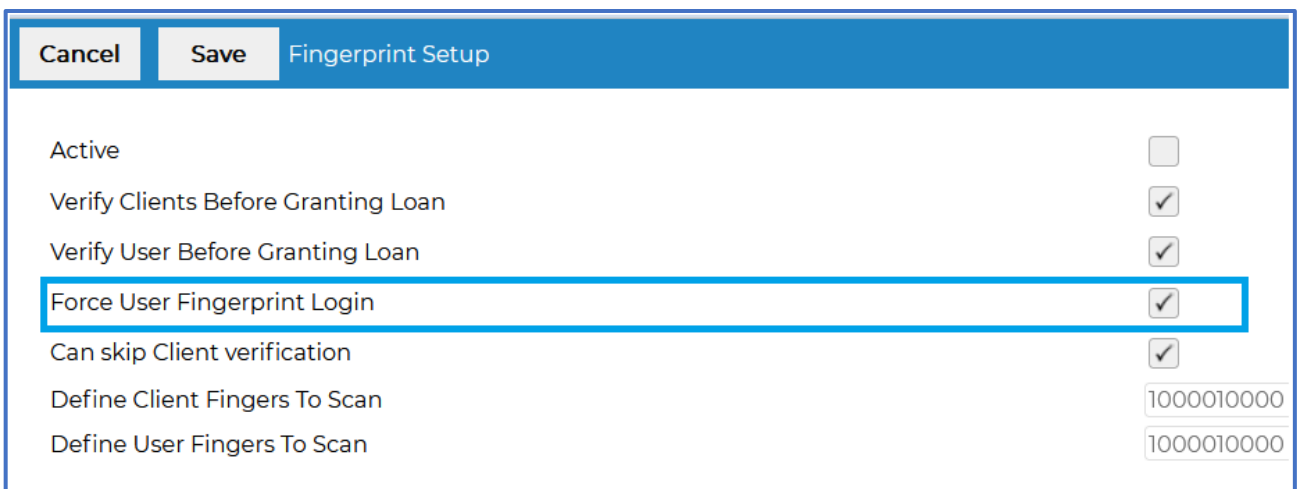 Cancel Save Fingerprint Setup
Active
Verify Clients Before Granting Loan
Verify User Before Granting Loan
Force User Fingerprint Login
Can skip Client verification
Define Client Fingers To Scan 1000010000
Define User Fingers To Scan 1000010000